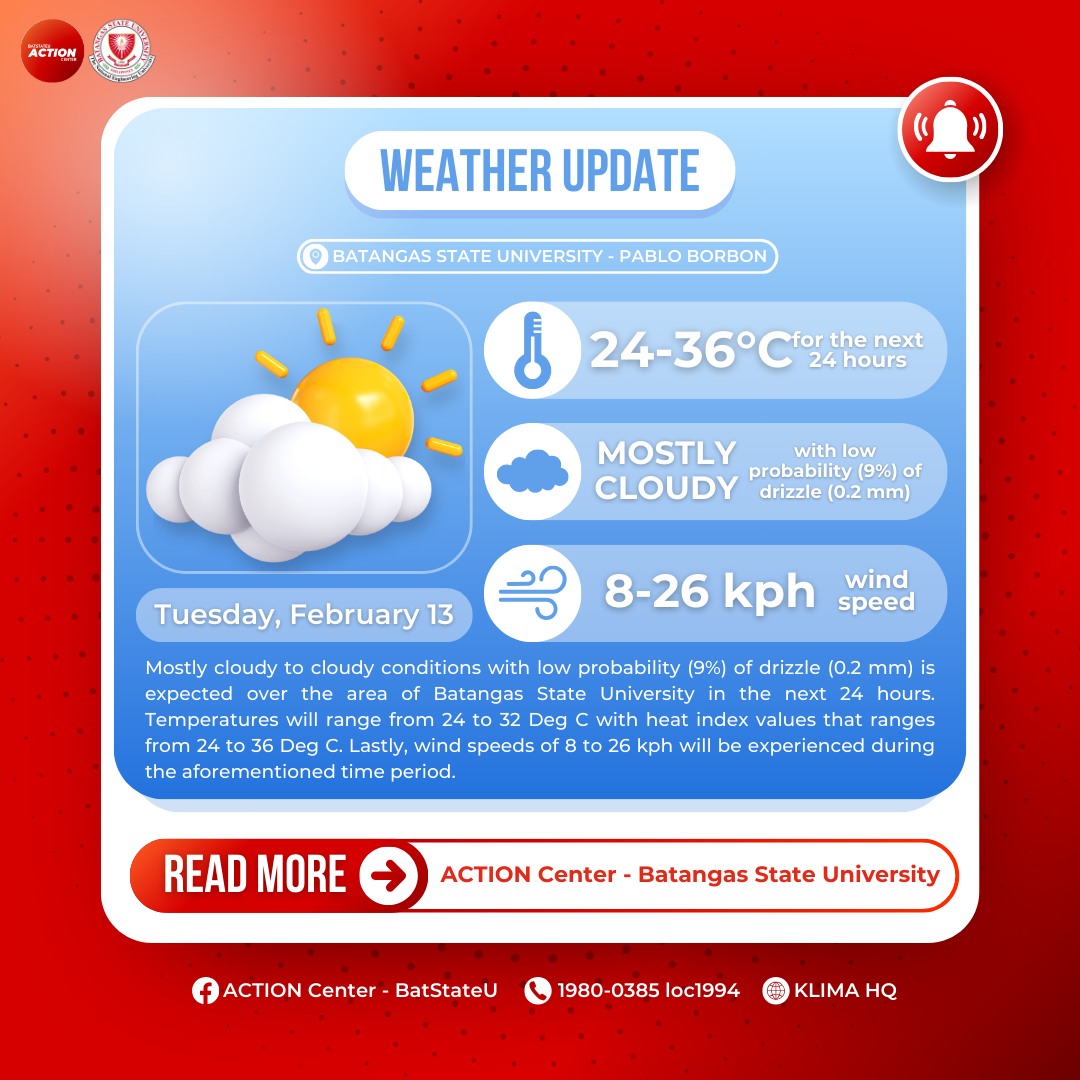 BATSTATEU
ACTION
CENTER
BATANGAS STATE UNIVERSITY
The National Engineering University
WEATHER UPDATE
BATANGAS STATE UNIVERSITY - PABLO BORBON
24-36°C for the next
24 hours
MOSTLY
CLOUDY
with low
probability (9%) of
drizzle (0.2 mm)
8-26 kph
wind
speed
Tuesday, February 13
Mostly cloudy to cloudy conditions with low probability (9%) of drizzle (0.2 mm) is
expected over the area of Batangas State University in the next 24 hours.
Temperatures will range from 24 to 32 Deg C with heat index values that ranges
from 24 to 36 Deg C. Lastly, wind speeds of 8 to 26 kph will be experienced during
the aforementioned time period.
READ MORE
ACTION Center - Batangas State University
ACTION Center - BatStateU
1980-0385 loc1994
KLIMA HQ